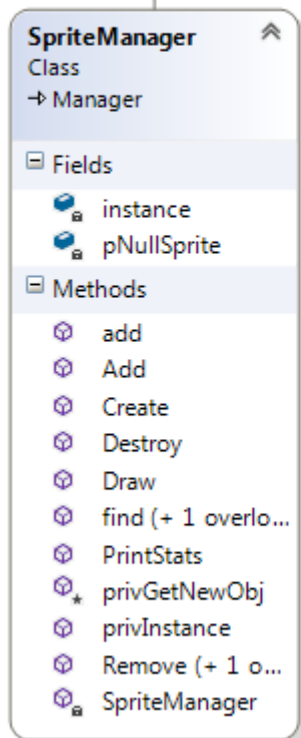 SpriteManager
Class
Manager
Fields
instance
pNullSprite
Methods
add
Add
Create
Destroy
Draw
find (+ 1 overlo...
PrintStats
privGetNewObj
privInstance
Remove (+ 1 o...
SpriteManager